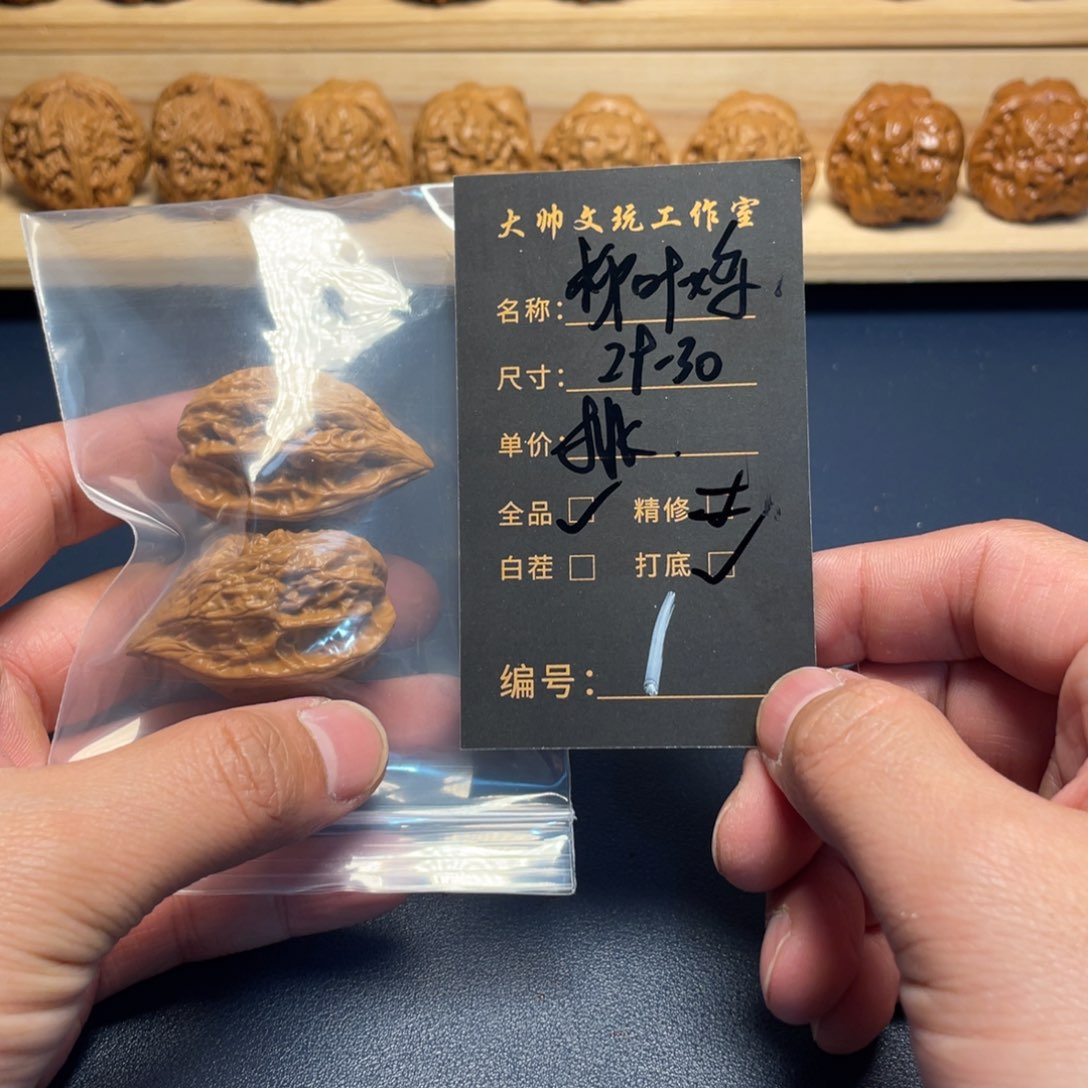 大帅文玩工作室
名称：柳叶
尺寸：29-30
单价：
全品 ☑ 精修
白茬 □ 打底 ☑
编号：1